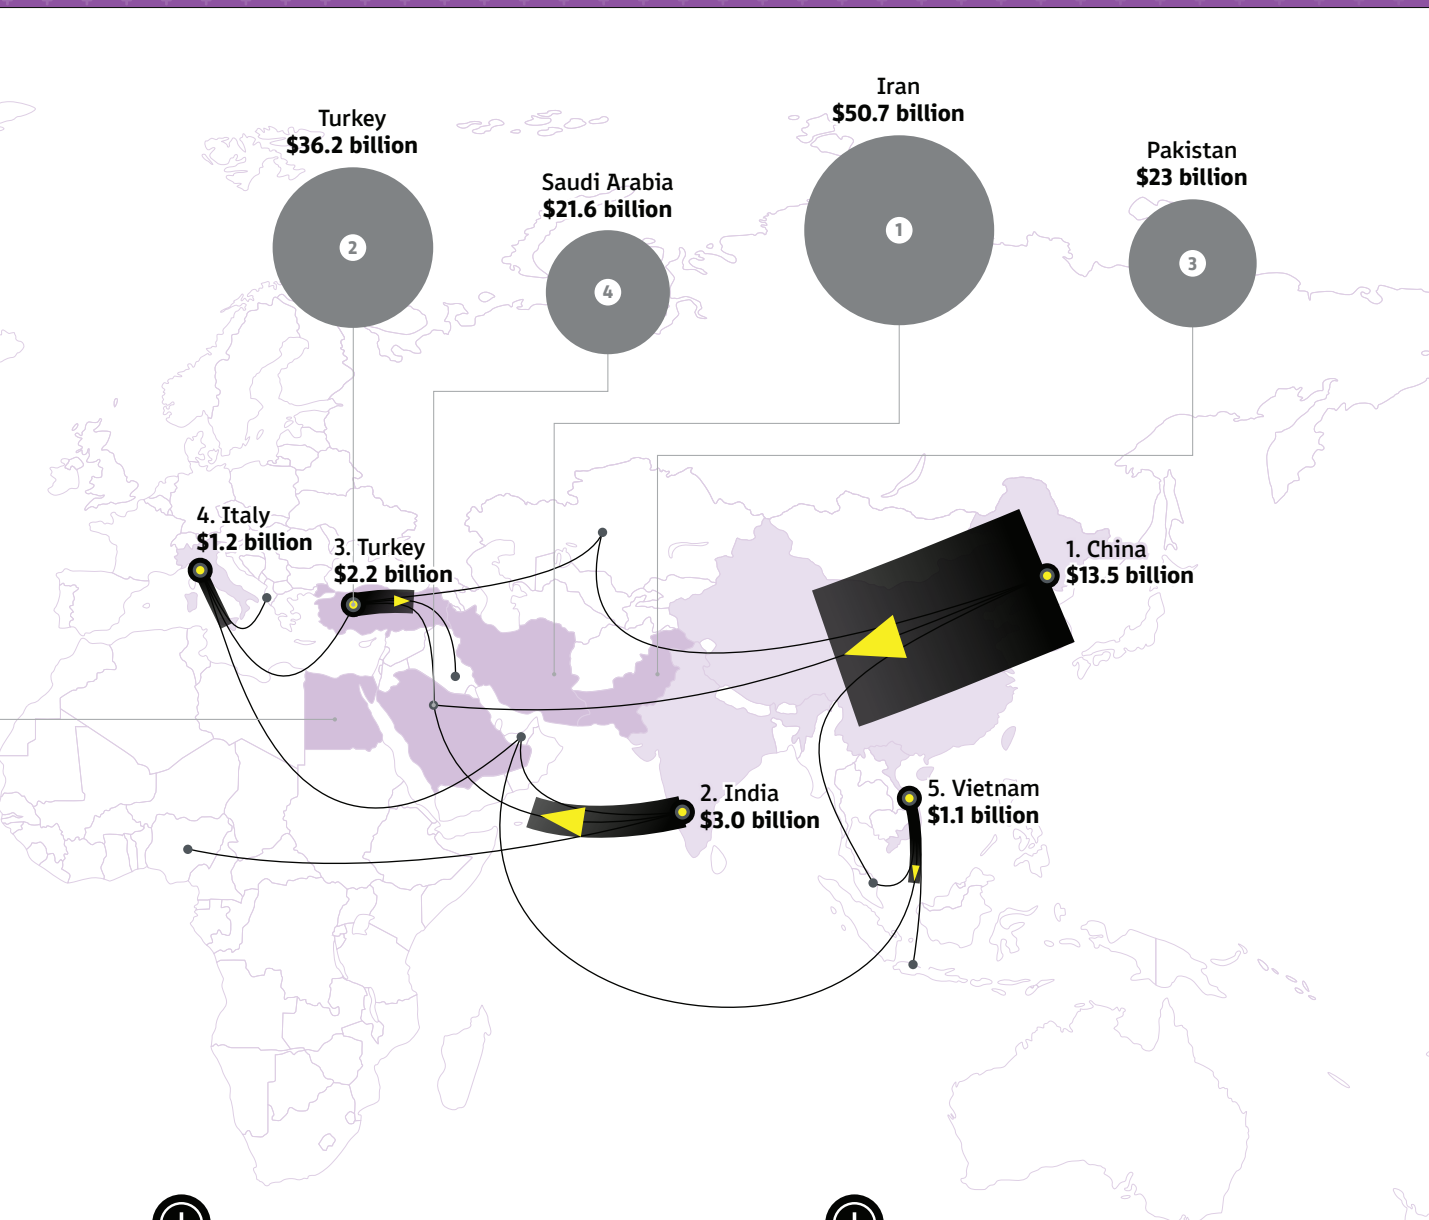 Iran
$50.7 billion
Turkey
$36.2 billion
Pakistan
$23 billion
Saudi Arabia
$21.6 billion
1
2
3
4
4. Italy
$1.2 billion
3. Turkey
$2.2 billion
1. China
$13.5 billion
2. India
$3.0 billion
5. Vietnam
$1.1 billion